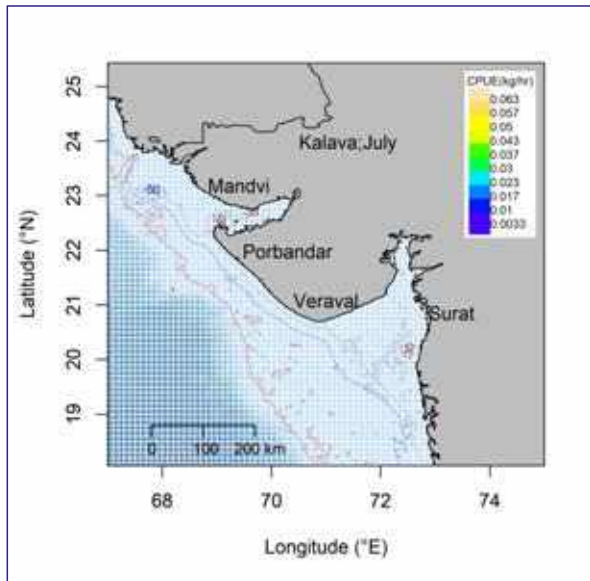 CPUE(kg/hr)
0.063
0.057
0.05
0.043
0.037
0.03
0.023
0.017
0.01
0.0033
Kalava;July
Mandvi
Porbandar
Veraval
Surat
25
24
23
22
21
20
19
Latitude (°N)
0 100 200 km
68 70 72 74
Longitude (°E)